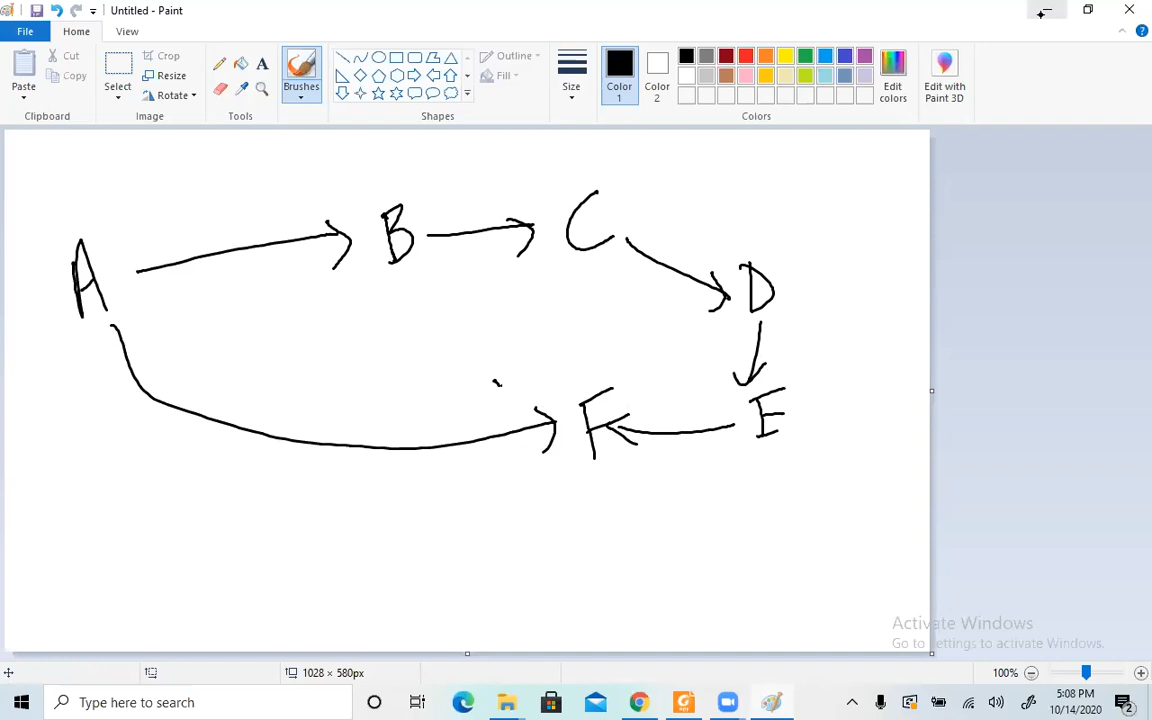 Untitled - Paint
File Home View
Paste
Cut
Copy
Clipboard
Select
Crop
Resize
Rotate
Image
Tools
Brushes
Shapes
Outline
Fill
Size
Color 1
Color 2
Colors
Edit colors
Edit with Paint 3D
A
B
C
D
E
F
Activate Windows
Go to Settings to activate Windows.
1028 × 580px
100%
Type here to search
5:08 PM
10/14/2020
2